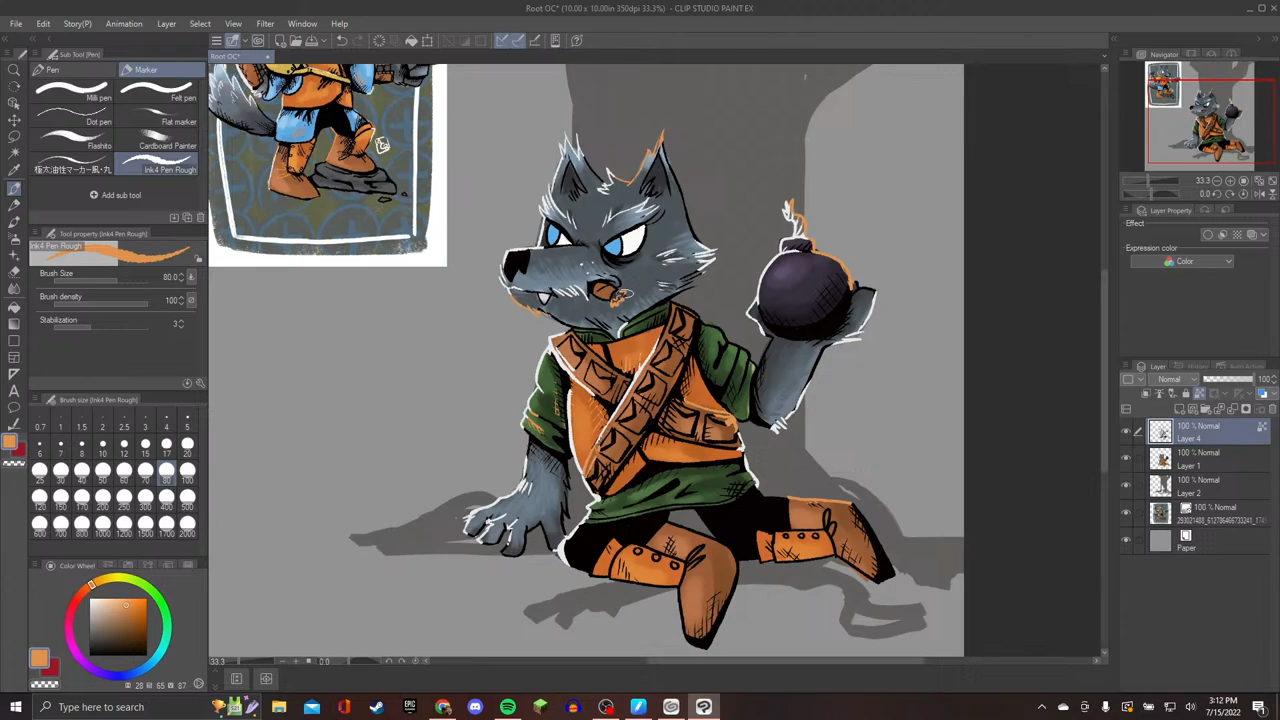 Root OC* (10.00 x 10.00in 350dpi 33.3%) - CLIP STUDIO PAINT EX
File Edit Story(P) Animation Layer Select View Filter Window Help
Sub Tool [Pen]
Root OC*
Navigator
Pen Marker
Milli pen Felt pen
Dot pen Flat marker
Flashto Cardboard Painter
Ink4 Pen Rough
Add sub tool
33.3
0.0
Tool property [Ink4 Pen Rough]
Layer Property
Ink4 Pen Rough
Effect
Expression color
Color
Brush Size 80.0
Brush density 100
Stabilization 3
Auto Action
Layer
Normal 100
Brush size [Ink4 Pen Rough]
0.7 1 2 2.5 3 4 5
6 7 8 10 12 15 17 20
25 30 40 50 60 70 80 100
120 150 170 200 250 300 400 500
600 700 800 1000 1200 1500 1700 2000
100 % Normal
Layer 4
100 % Normal
Layer 1
100 % Normal
Layer 2
100 % Normal
Paper
Color Wheel
28 65 87
33.3 0.0
Type here to search
EPIC
3:12 PM
7/15/2022